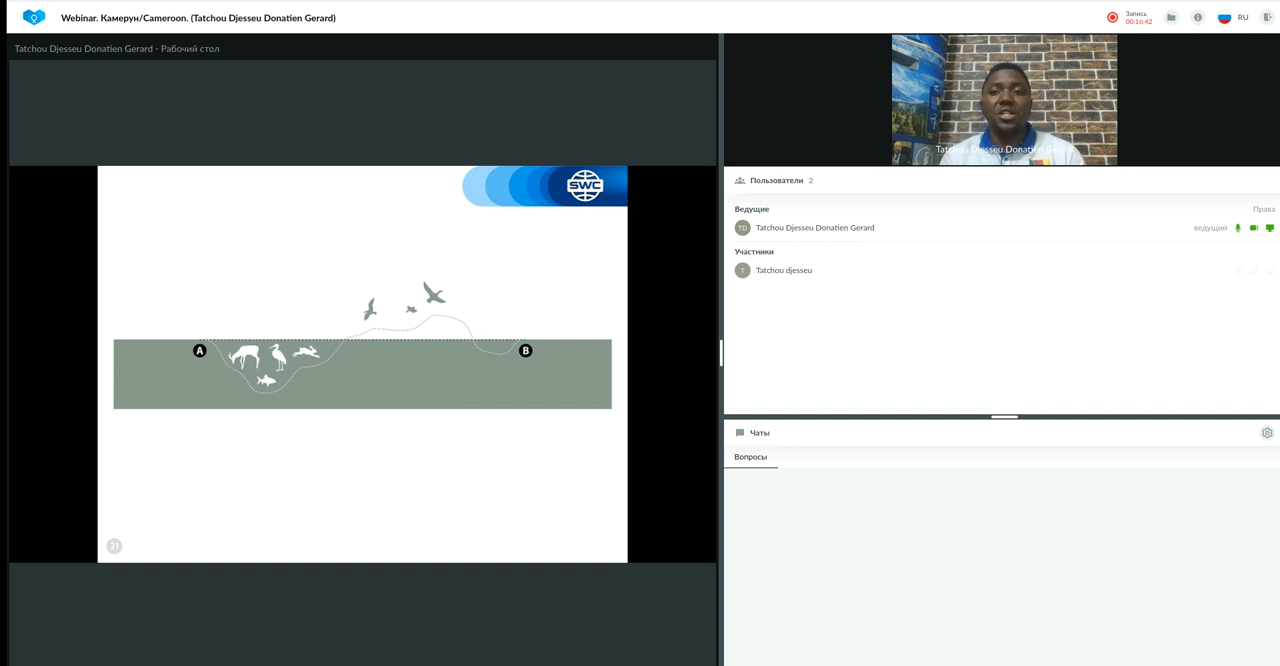 Webinar. Камерун/Cameroon. (Tatchou Djesseu Donatien Gerard)
Запись
00:16:42
RU
Tatchou Djesseu Donatien Gerard - Рабочий стол
SWC
A
B
21
Tatchou Djesseu Donatien Gerard
Пользователи 2
Ведущие
Права
TD
Tatchou Djesseu Donatien Gerard
ведущий
Участники
T
Tatchou djesseu
Чаты
Вопросы